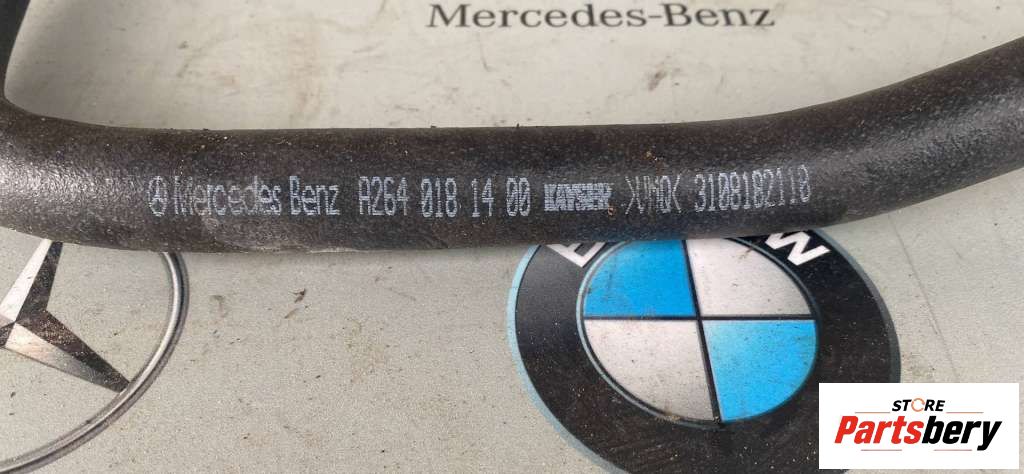 Mercedes-Benz
Mercedes Benz A264 018 14 00 KAYSER >VMQ< 3108182118
B M
STORE
Partsbery